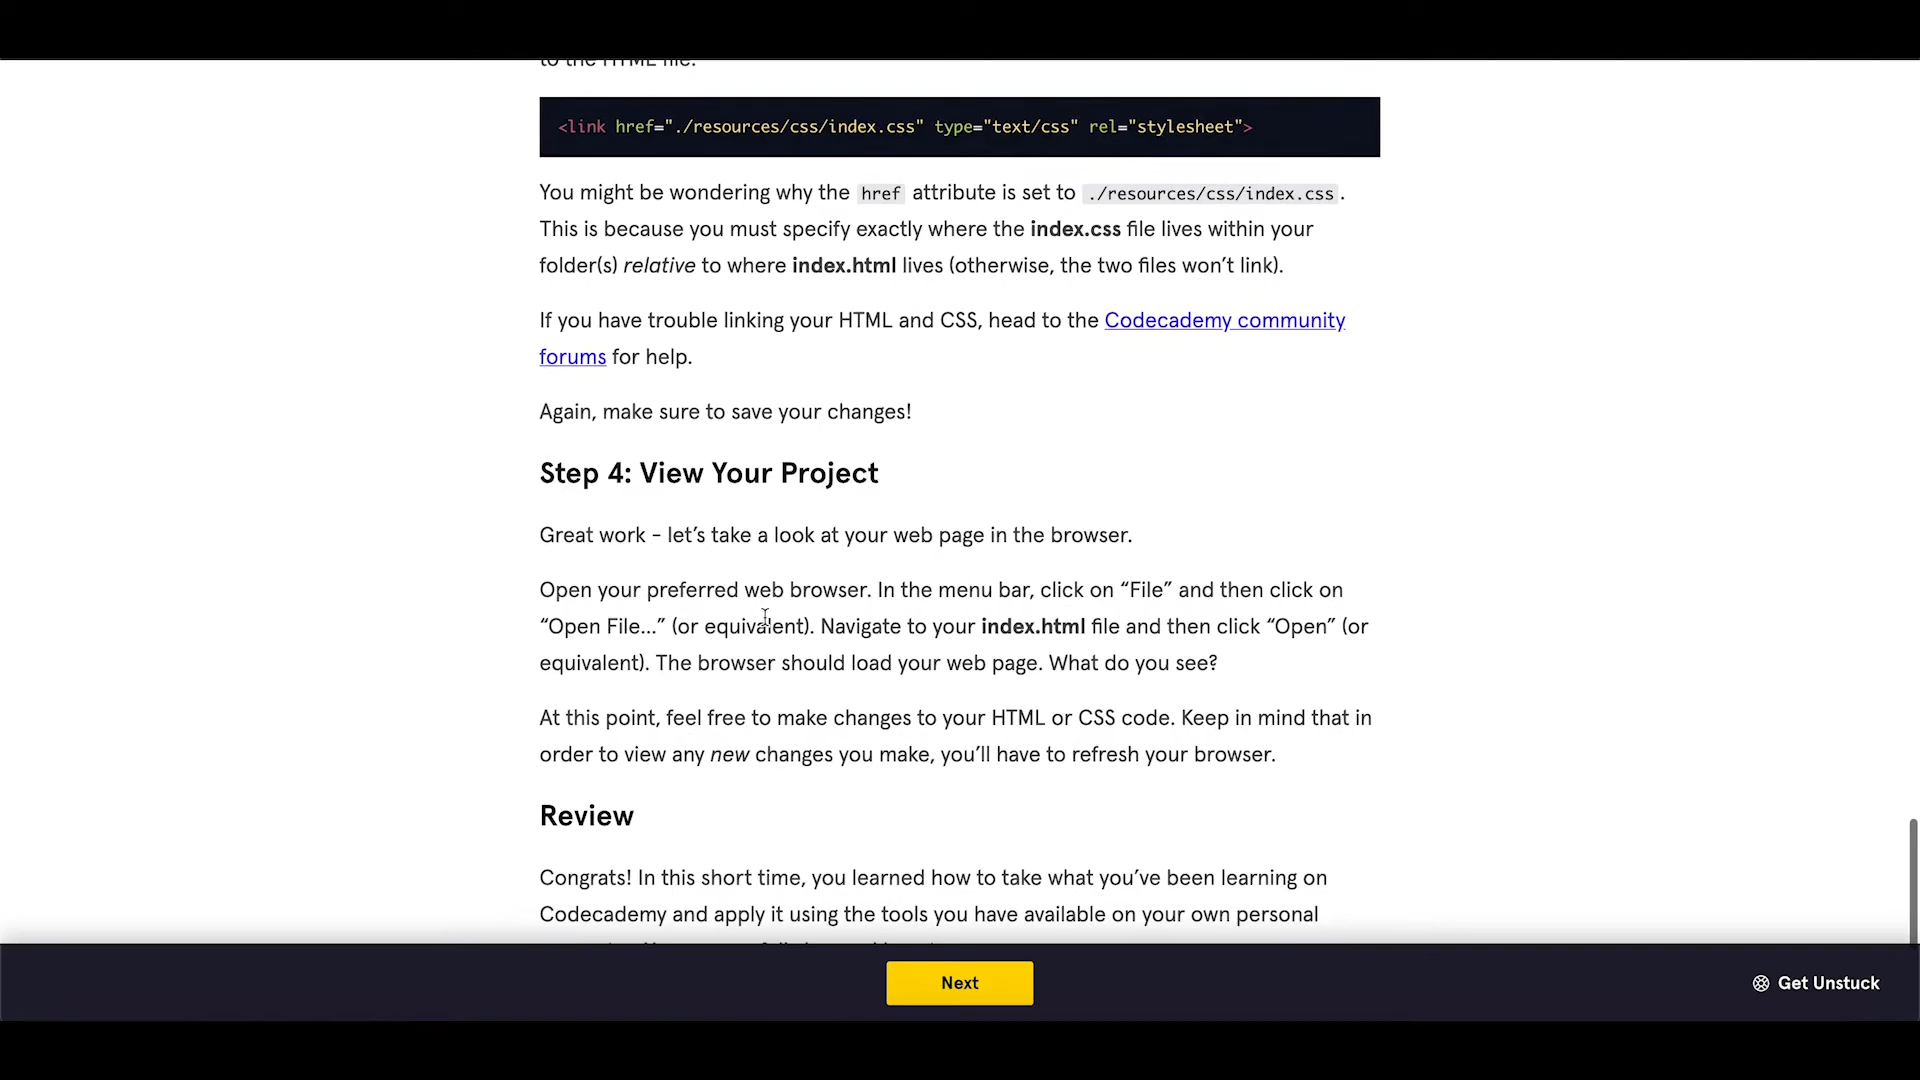 to the HTML file:
<link href="./resources/css/index.css" type="text/css" rel="stylesheet">
You might be wondering why the href attribute is set to ./resources/css/index.css.
This is because you must specify exactly where the index.css file lives within your
folder(s) relative to where index.html lives (otherwise, the two files won’t link).
If you have trouble linking your HTML and CSS, head to the Codecademy community
forums for help.
Again, make sure to save your changes!
Step 4: View Your Project
Great work - let’s take a look at your web page in the browser.
Open your preferred web browser. In the menu bar, click on “File” and then click on
“Open File…” (or equivalent). Navigate to your index.html file and then click “Open” (or
equivalent). The browser should load your web page. What do you see?
At this point, feel free to make changes to your HTML or CSS code. Keep in mind that in
order to view any new changes you make, you’ll have to refresh your browser.
Review
Congrats! In this short time, you learned how to take what you’ve been learning on
Codecademy and apply it using the tools you have available on your own personal
Next
Get Unstuck